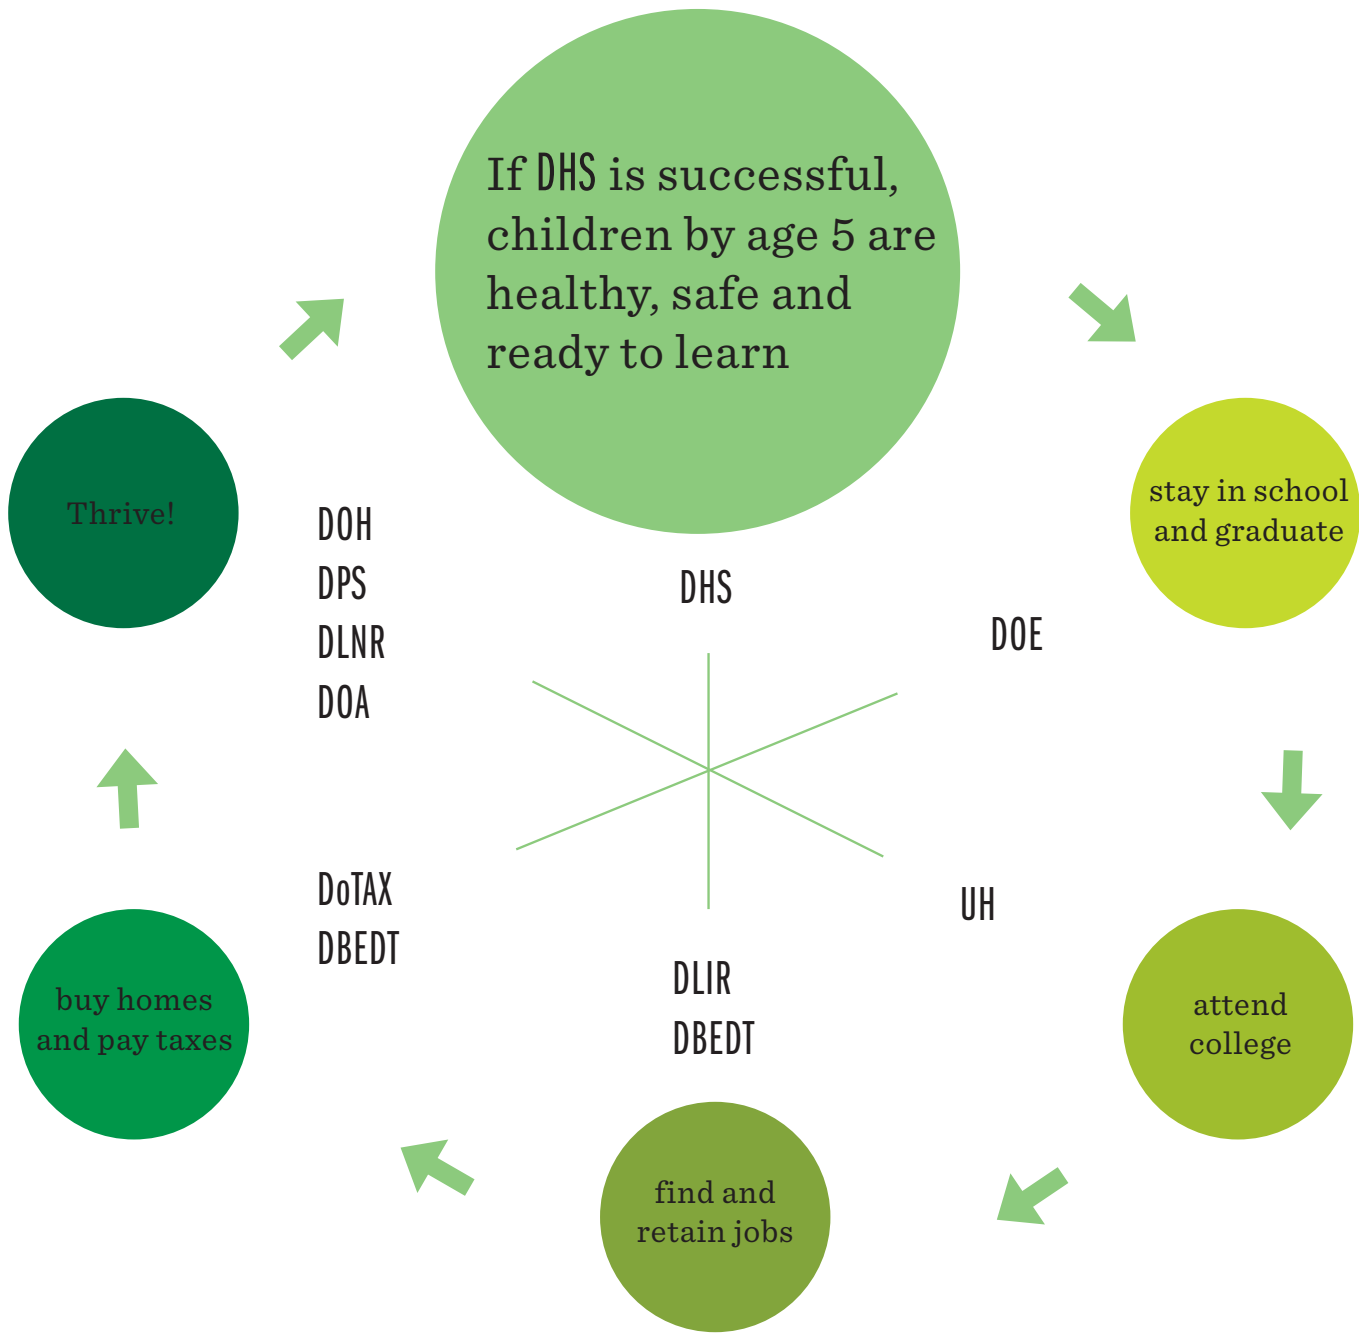 If DHS is successful,
children by age 5 are
healthy, safe and
ready to learn
stay in school
and graduate
attend
college
find and
retain jobs
buy homes
and pay taxes
Thrive!
DHS
DOE
UH
DLIR
DBEDT
DoTAX
DBEDT
DOH
DPS
DLNR
DOA